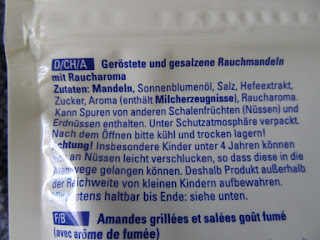 D/CH/A Geröstete und gesalzene Rauchmandeln
mit Raucharoma
Zutaten: Mandeln, Sonnenblumenöl, Salz, Hefeextrakt,
Zucker, Aroma (enthält Milcherzeugnisse), Raucharoma.
Kann Spuren von anderen Schalenfrüchten (Nüssen) und
Erdnüssen enthalten. Unter Schutzatmosphäre verpackt.
Nach dem Öffnen bitte kühl und trocken lagern!
Achtung! Insbesondere Kinder unter 4 Jahren können
sich an Nüssen leicht verschlucken, so dass diese in die
Atemwege gelangen können. Deshalb Produkt außerhalb
der Reichweite von kleinen Kindern aufbewahren.
Mindestens haltbar bis Ende: siehe unten.
F/B Amandes grillées et salées goût fumé
(avec arôme de fumée)